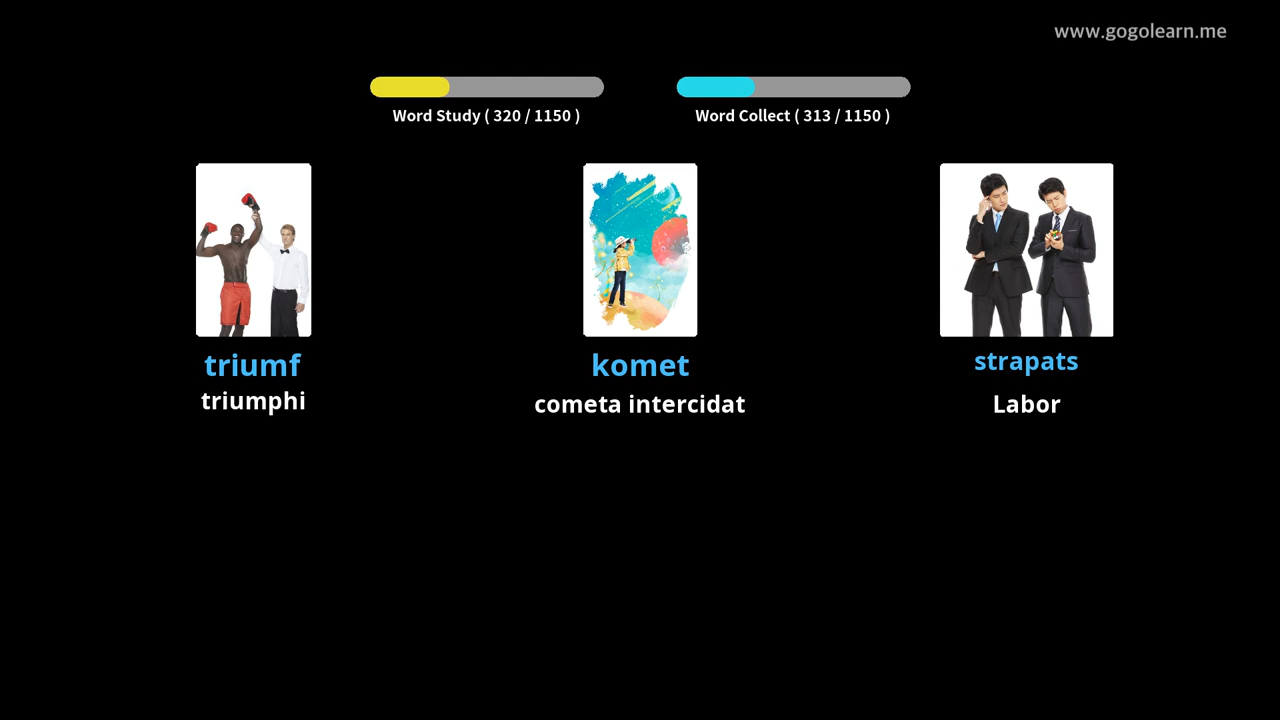 www.gogolearn.me
Word Study ( 320 / 1150 )
Word Collect ( 313 / 1150 )
triumf
triumphi
komet
cometa intercidat
strapats
Labor